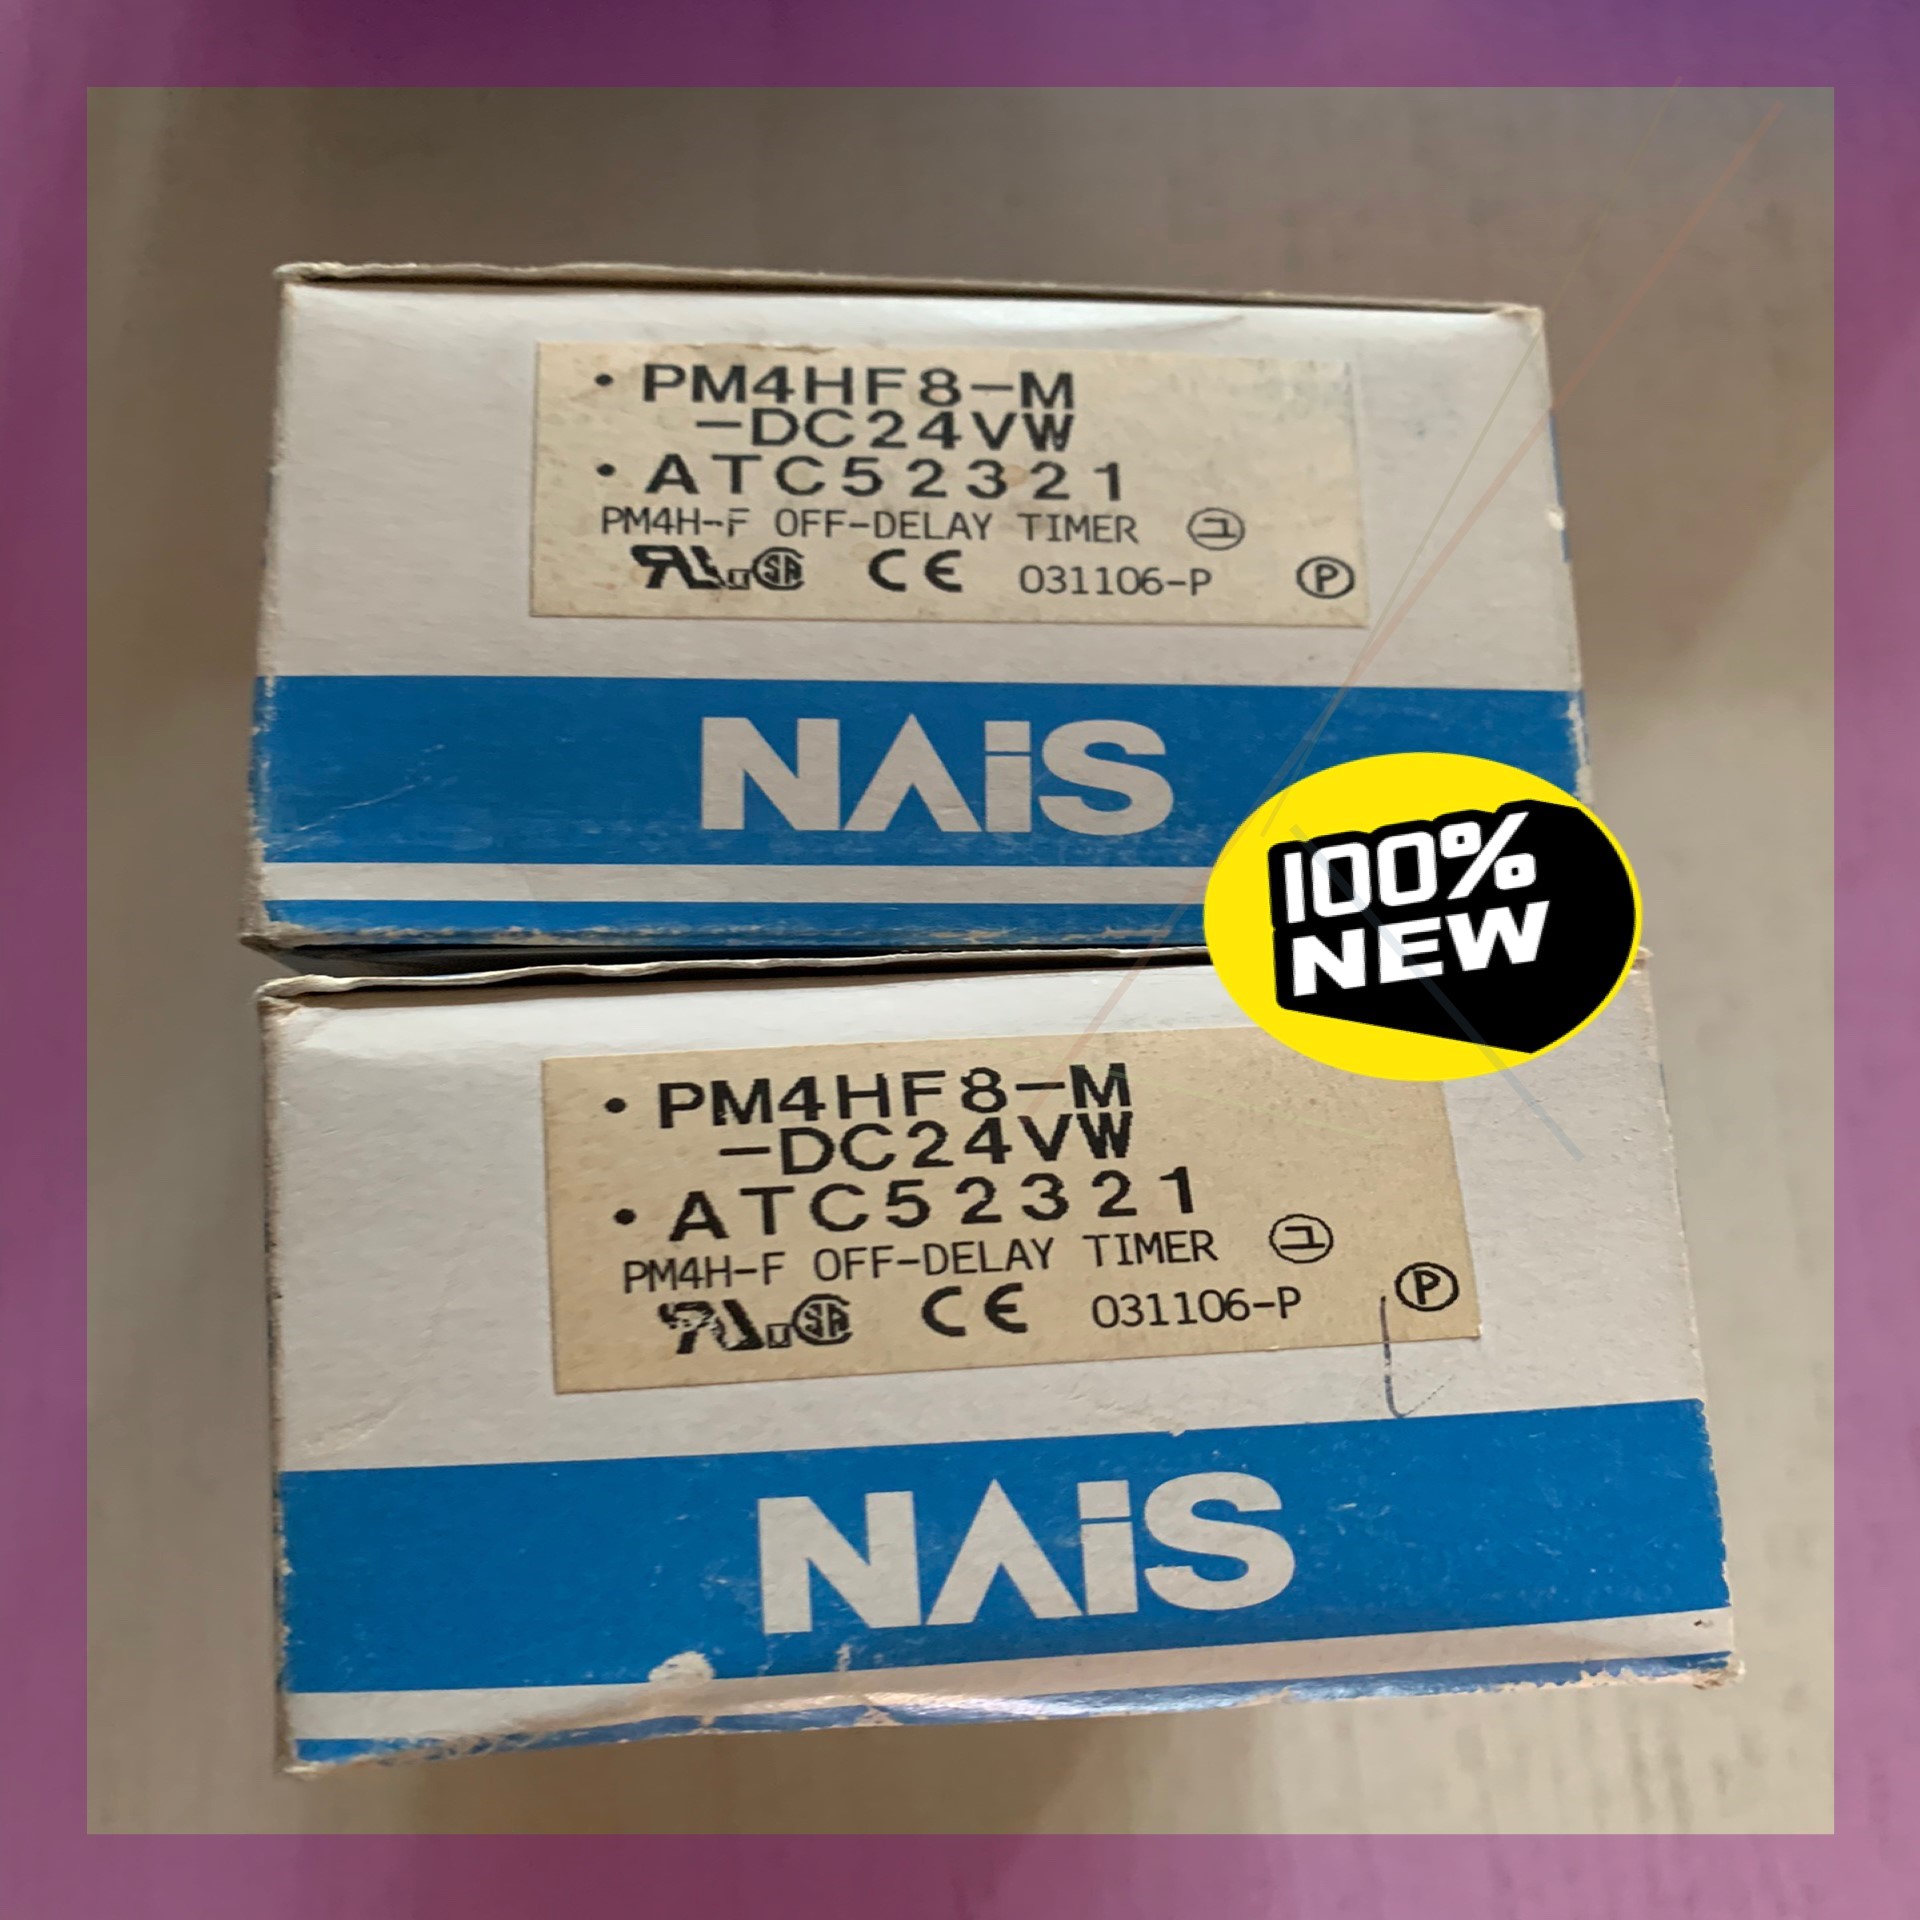 • PM4HF8-M
-DC24VW
• ATC52321
PM4H-F OFF-DELAY TIMER
CE 031106-P Ⓟ
NAiS
100%
NEW
• PM4HF8-M
-DC24VW
• ATC52321
PM4H-F OFF-DELAY TIMER
CE 031106-P Ⓟ
NAiS